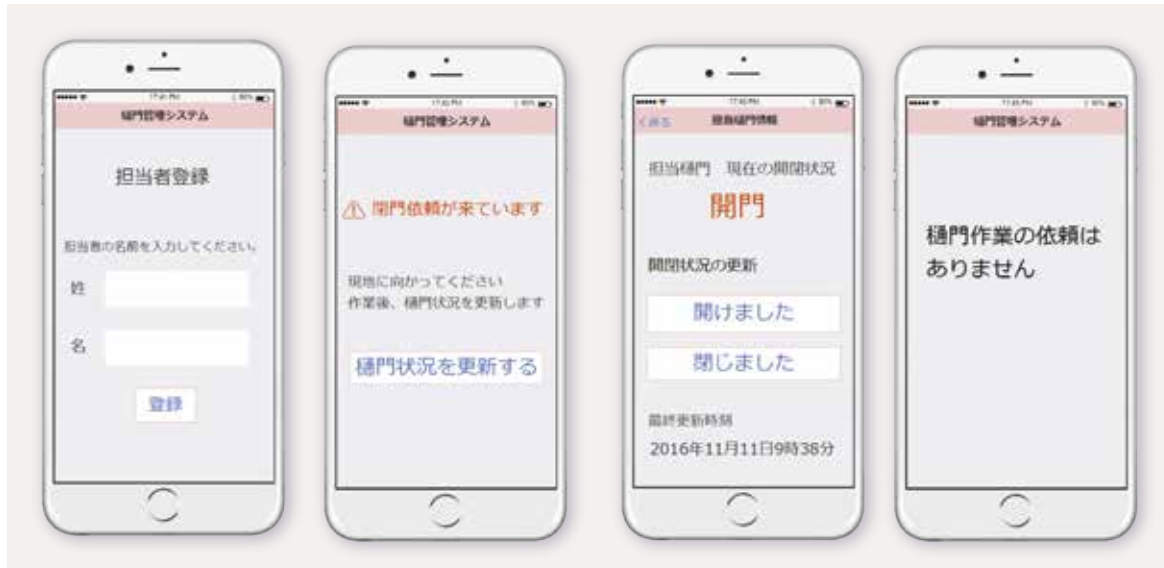 樋門管理システム
担当者登録
担当者の名前を入力してください。
姓
名
登録
樋門管理システム
閉門依頼が来ています
現地に向かってください
作業後、樋門状況を更新します
樋門状況を更新する
戻る
担当樋門情報
担当樋門 現在の開閉状況
開門
開閉状況の更新
開けました
閉じました
最終更新時刻
2016年11月11日9時38分
樋門管理システム
樋門作業の依頼は
ありません